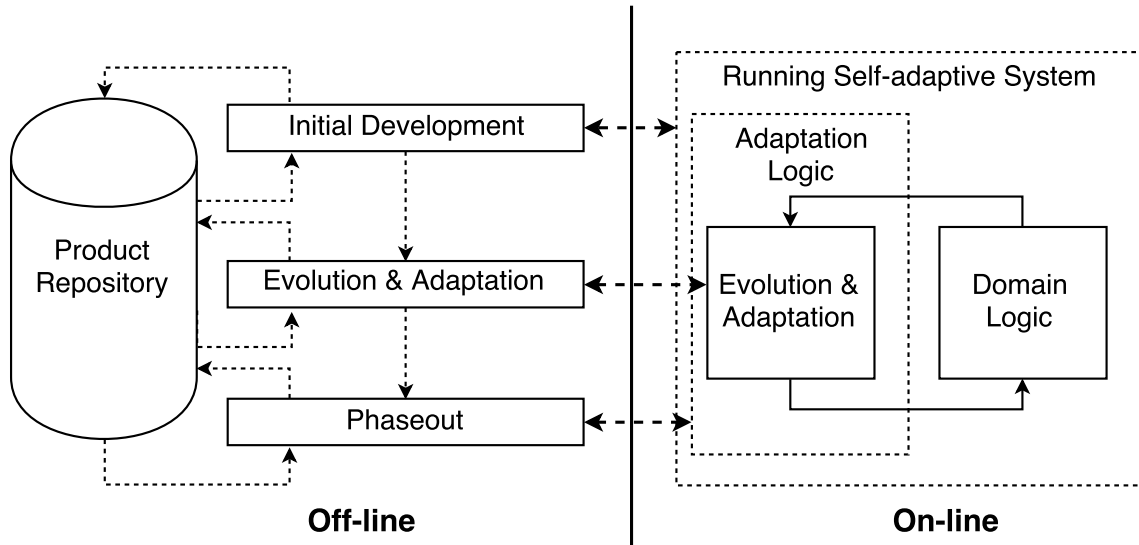 Running Self-adaptive System
Initial Development
Adaptation
Logic
Product
Repository
Evolution & Adaptation
Evolution &
Adaptation
Domain
Logic
Phaseout
Off-line
On-line